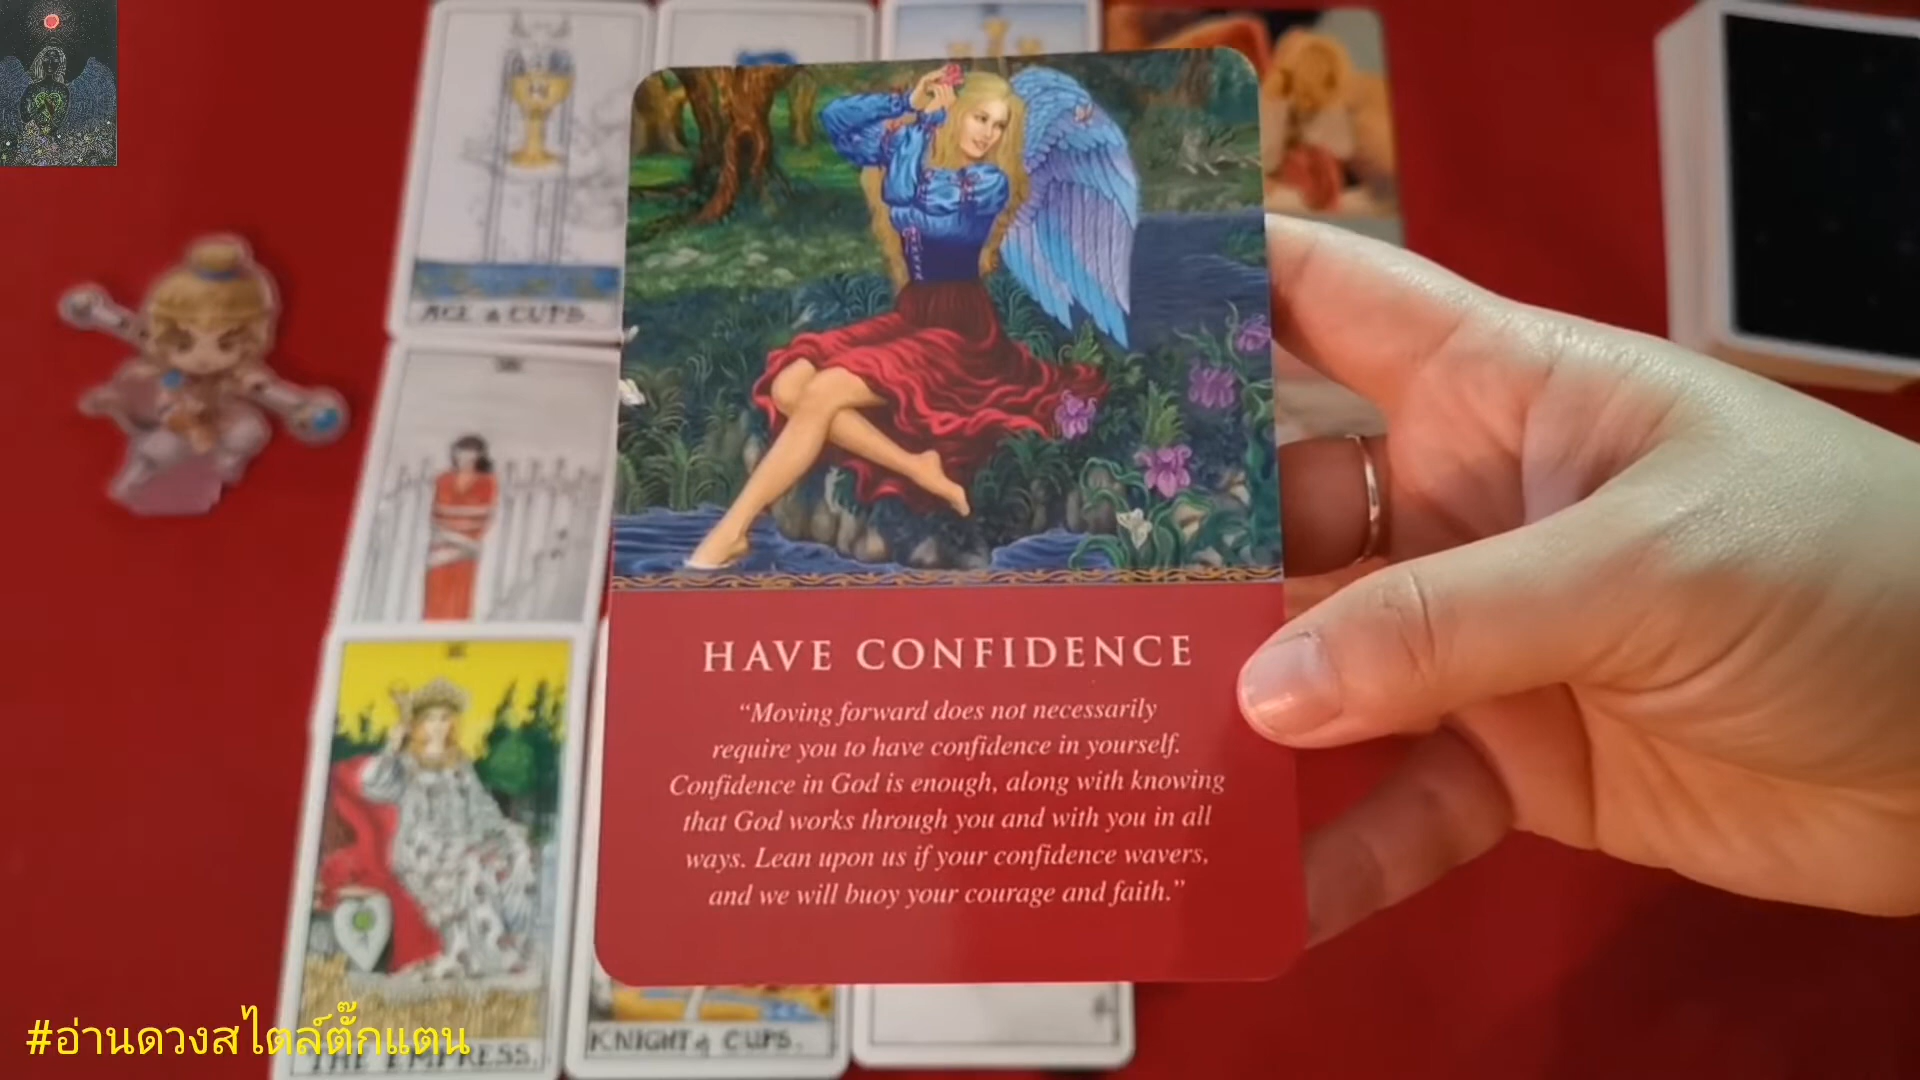 ACE of CUPS.
HAVE CONFIDENCE
“Moving forward does not necessarily
require you to have confidence in yourself.
Confidence in God is enough, along with knowing
that God works through you and with you in all
ways. Lean upon us if your confidence wavers,
and we will buoy your courage and faith.”
#อ่านดวงสไตล์ตั๊กแตน
THE EMPRESS.
KNIGHT of CUPS.